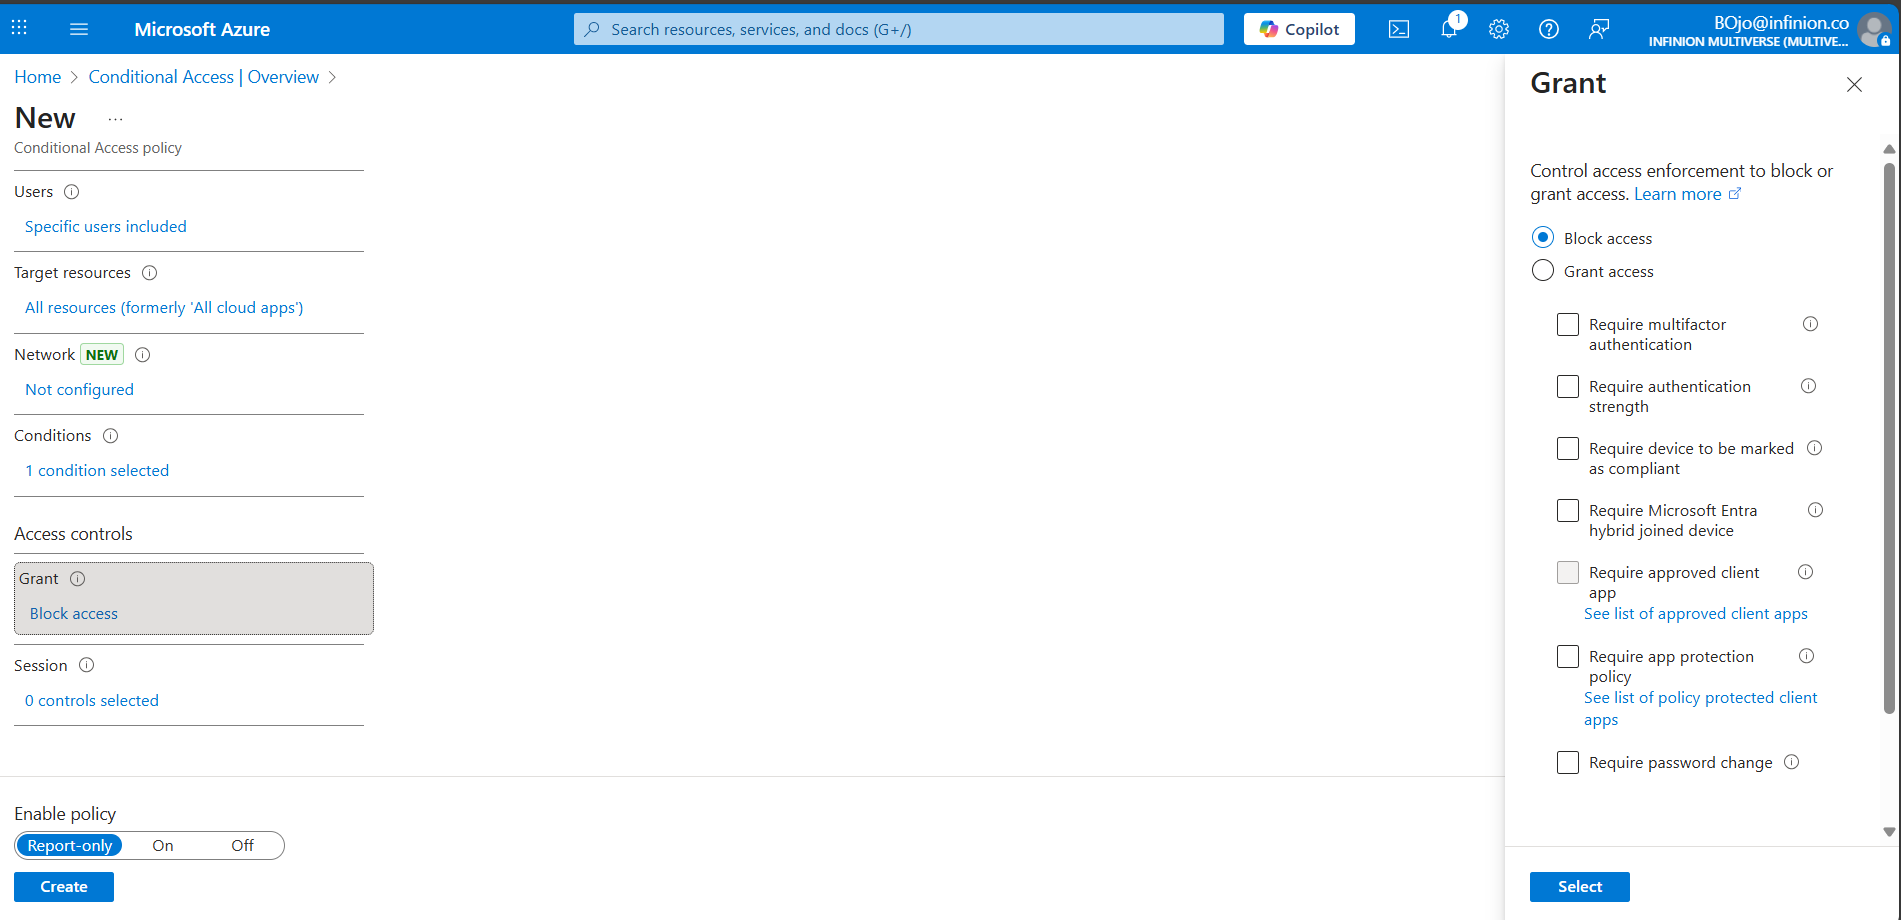 Microsoft Azure
Search resources, services, and docs (G+/)
Copilot
1
BOjo@infinion.co
INFINION MULTIVERSE (MULTIVE...
Home > Conditional Access | Overview >
New ...
Conditional Access policy
Users
Specific users included
Target resources
All resources (formerly 'All cloud apps')
Network NEW
Not configured
Conditions
1 condition selected
Access controls
Grant
Block access
Session
0 controls selected
Enable policy
Report-only On Off
Create
Grant
Control access enforcement to block or
grant access. Learn more
Block access
Grant access
Require multifactor
authentication
Require authentication
strength
Require device to be marked
as compliant
Require Microsoft Entra
hybrid joined device
Require approved client
app
See list of approved client apps
Require app protection
policy
See list of policy protected client
apps
Require password change
Select